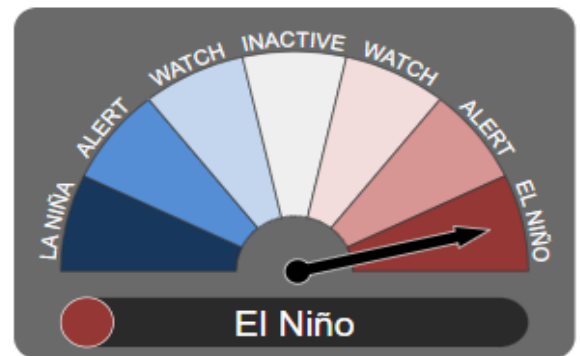 LA NIÑA
ALERT
WATCH
INACTIVE
WATCH
ALERT
EL NIÑO
El Niño